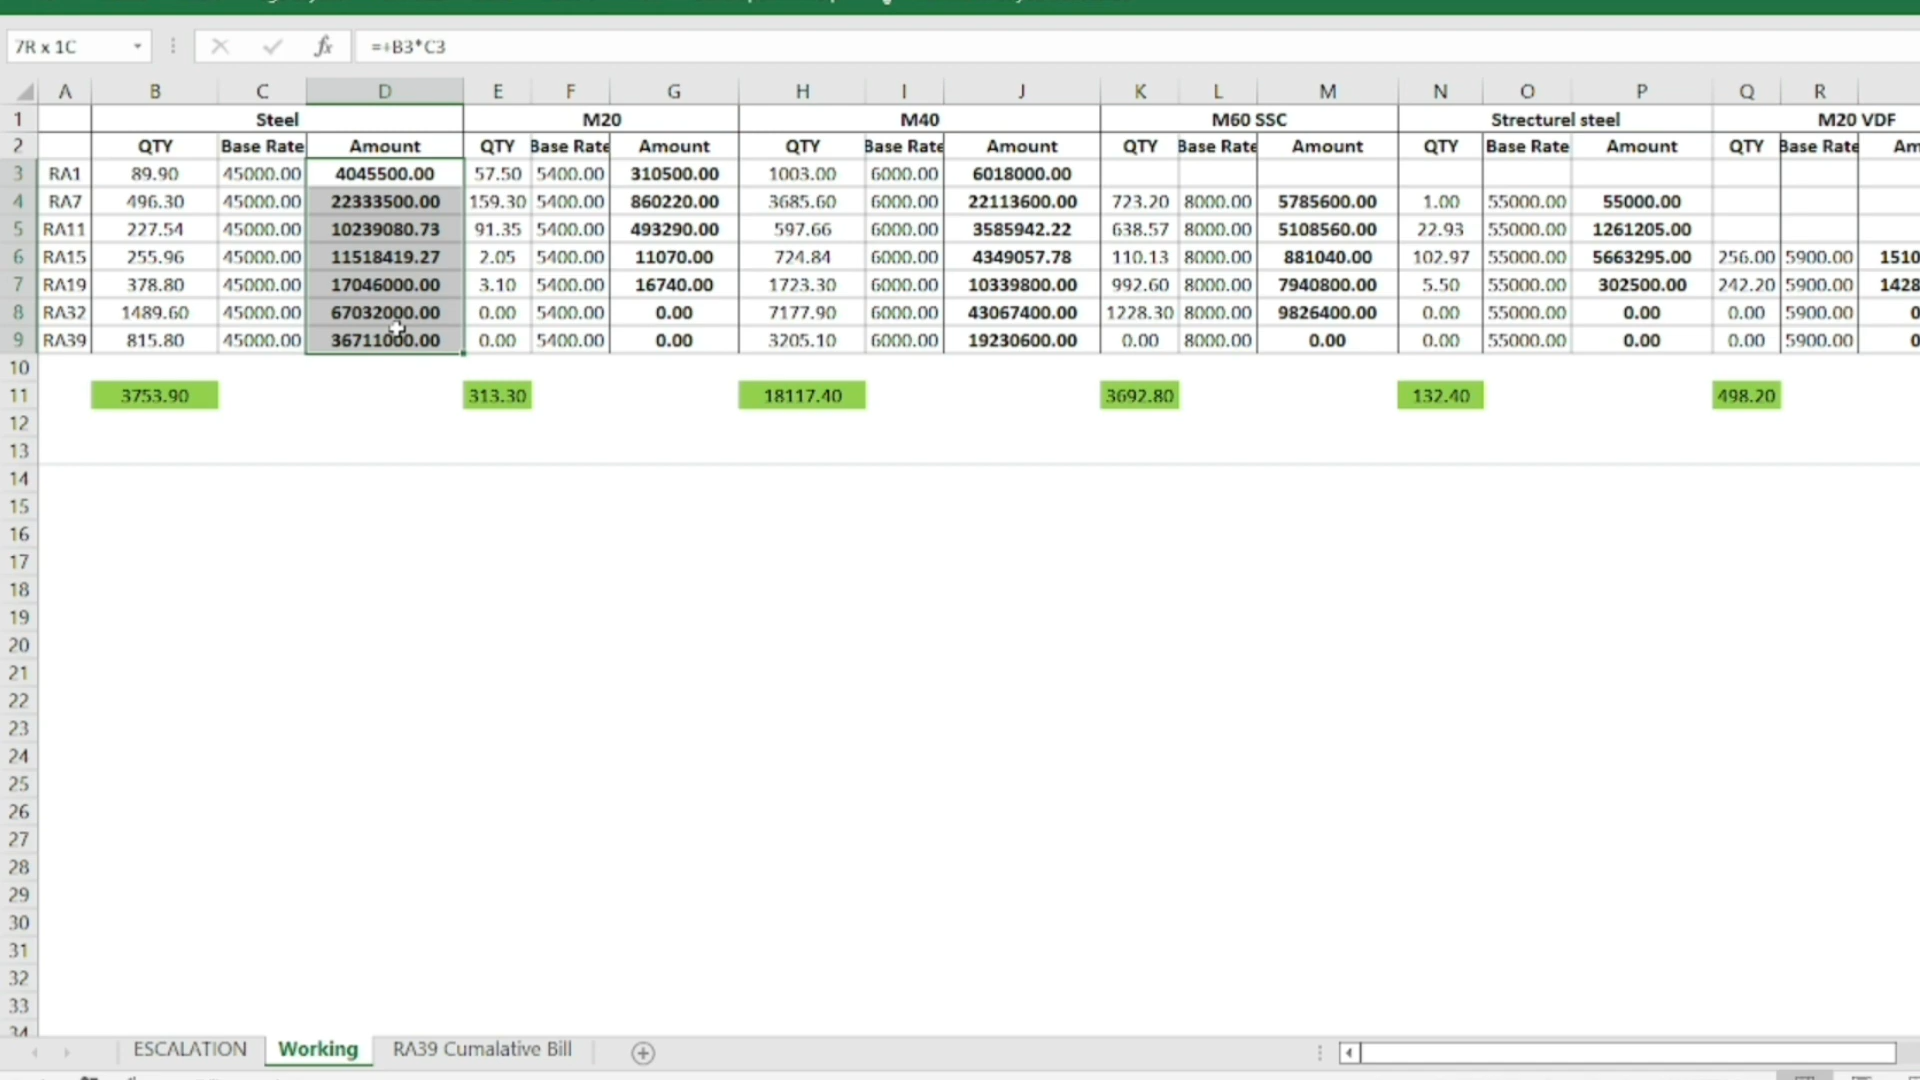 7R x 1C fx =+B3*C3
A B C D E F G H I J K L M N O P Q R
1 Steel M20 M40 M60 SSC Strecturel steel M20 VDF
2 QTY Base Rate Amount QTY Base Rate Amount QTY Base Rate Amount QTY Base Rate Amount QTY Base Rate Amount QTY Base Rate Am
3 RA1 89.90 45000.00 4045500.00 57.50 5400.00 310500.00 1003.00 6000.00 6018000.00
4 RA7 496.30 45000.00 22333500.00 159.30 5400.00 860220.00 3685.60 6000.00 22113600.00 723.20 8000.00 5785600.00 1.00 55000.00 55000.00
5 RA11 227.54 45000.00 10239080.73 91.35 5400.00 493290.00 597.66 6000.00 3585942.22 638.57 8000.00 5108560.00 22.93 55000.00 1261205.00
6 RA15 255.96 45000.00 11518419.27 2.05 5400.00 11070.00 724.84 6000.00 4349057.78 110.13 8000.00 881040.00 102.97 55000.00 5663295.00 256.00 5900.00 1510
7 RA19 378.80 45000.00 17046000.00 3.10 5400.00 16740.00 1723.30 6000.00 10339800.00 992.60 8000.00 7940800.00 5.50 55000.00 302500.00 242.20 5900.00 1428
8 RA32 1489.60 45000.00 67032000.00 0.00 5400.00 0.00 7177.90 6000.00 43067400.00 1228.30 8000.00 9826400.00 0.00 55000.00 0.00 0.00 5900.00 0
9 RA39 815.80 45000.00 36711000.00 0.00 5400.00 0.00 3205.10 6000.00 19230600.00 0.00 8000.00 0.00 0.00 55000.00 0.00 0.00 5900.00 0
10
11 3753.90 313.30 18117.40 3692.80 132.40 498.20
12
13
14
15
16
17
18
19
20
21
22
23
24
25
26
27
28
29
30
31
32
33
34
ESCALATION Working RA39 Cumalative Bill